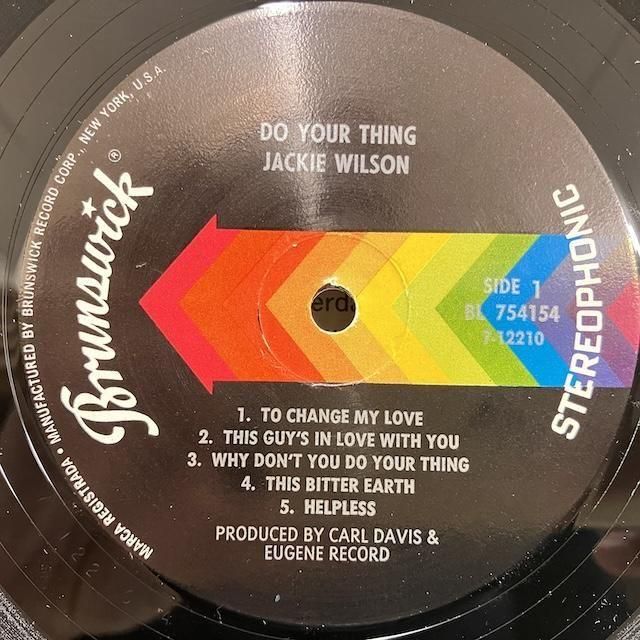 DO YOUR THING
JACKIE WILSON
Brunswick®
MARCA REGISTRADA • MANUFACTURED BY BRUNSWICK RECORD CORP., NEW YORK, U.S.A.
STEREOPHONIC
SIDE 1
BL 754154
7-12210
1. TO CHANGE MY LOVE
2. THIS GUY'S IN LOVE WITH YOU
3. WHY DON'T YOU DO YOUR THING
4. THIS BITTER EARTH
5. HELPLESS
PRODUCED BY CARL DAVIS &
EUGENE RECORD